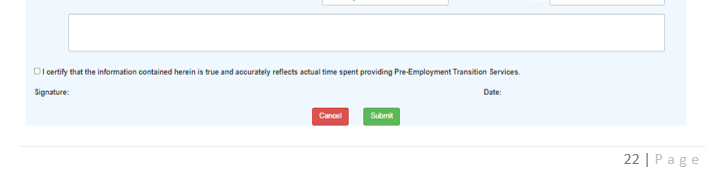 I certify that the information contained herein is true and accurately reflects actual time spent providing Pre-Employment Transition Services.
Signature: Date:
Cancel Submit
22 | Page